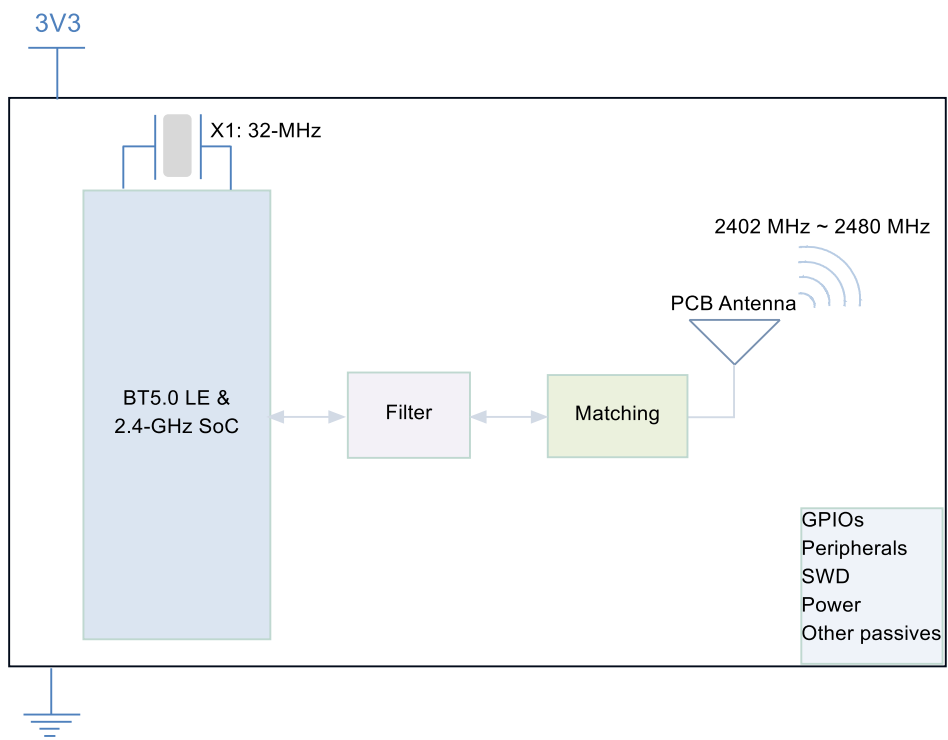 3V3
X1: 32-MHz
2402 MHz ~ 2480 MHz
PCB Antenna
BT5.0 LE &
2.4-GHz SoC
Filter
Matching
GPIOs
Peripherals
SWD
Power
Other passives